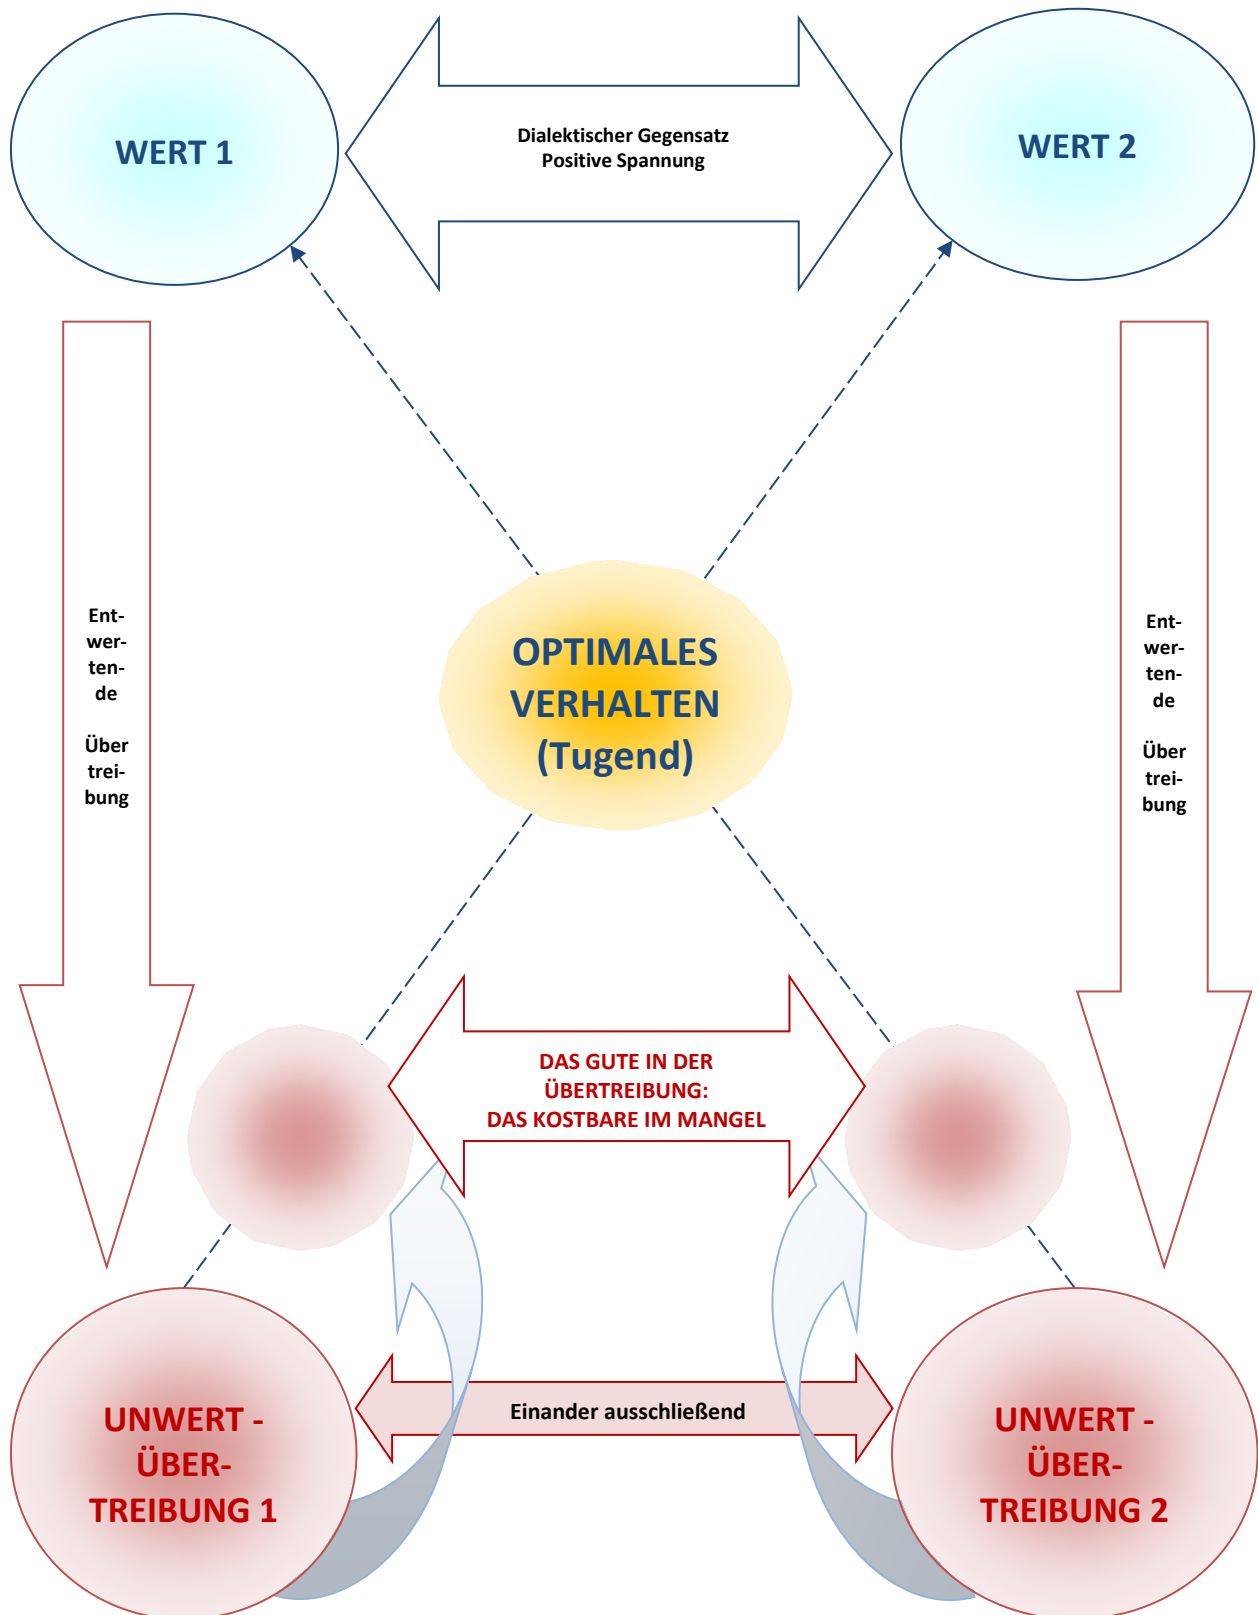 WERT 1
Dialektischer Gegensatz
Positive Spannung
WERT 2
Ent-
wer-
ten-
de
Über
trei-
bung
OPTIMALES
VERHALTEN
(Tugend)
Ent-
wer-
ten-
de
Über
trei-
bung
DAS GUTE IN DER
ÜBERTREIBUNG:
DAS KOSTBARE IM MANGEL
UNWERT -
ÜBER-
TREIBUNG 1
Einander ausschließend
UNWERT -
ÜBER-
TREIBUNG 2